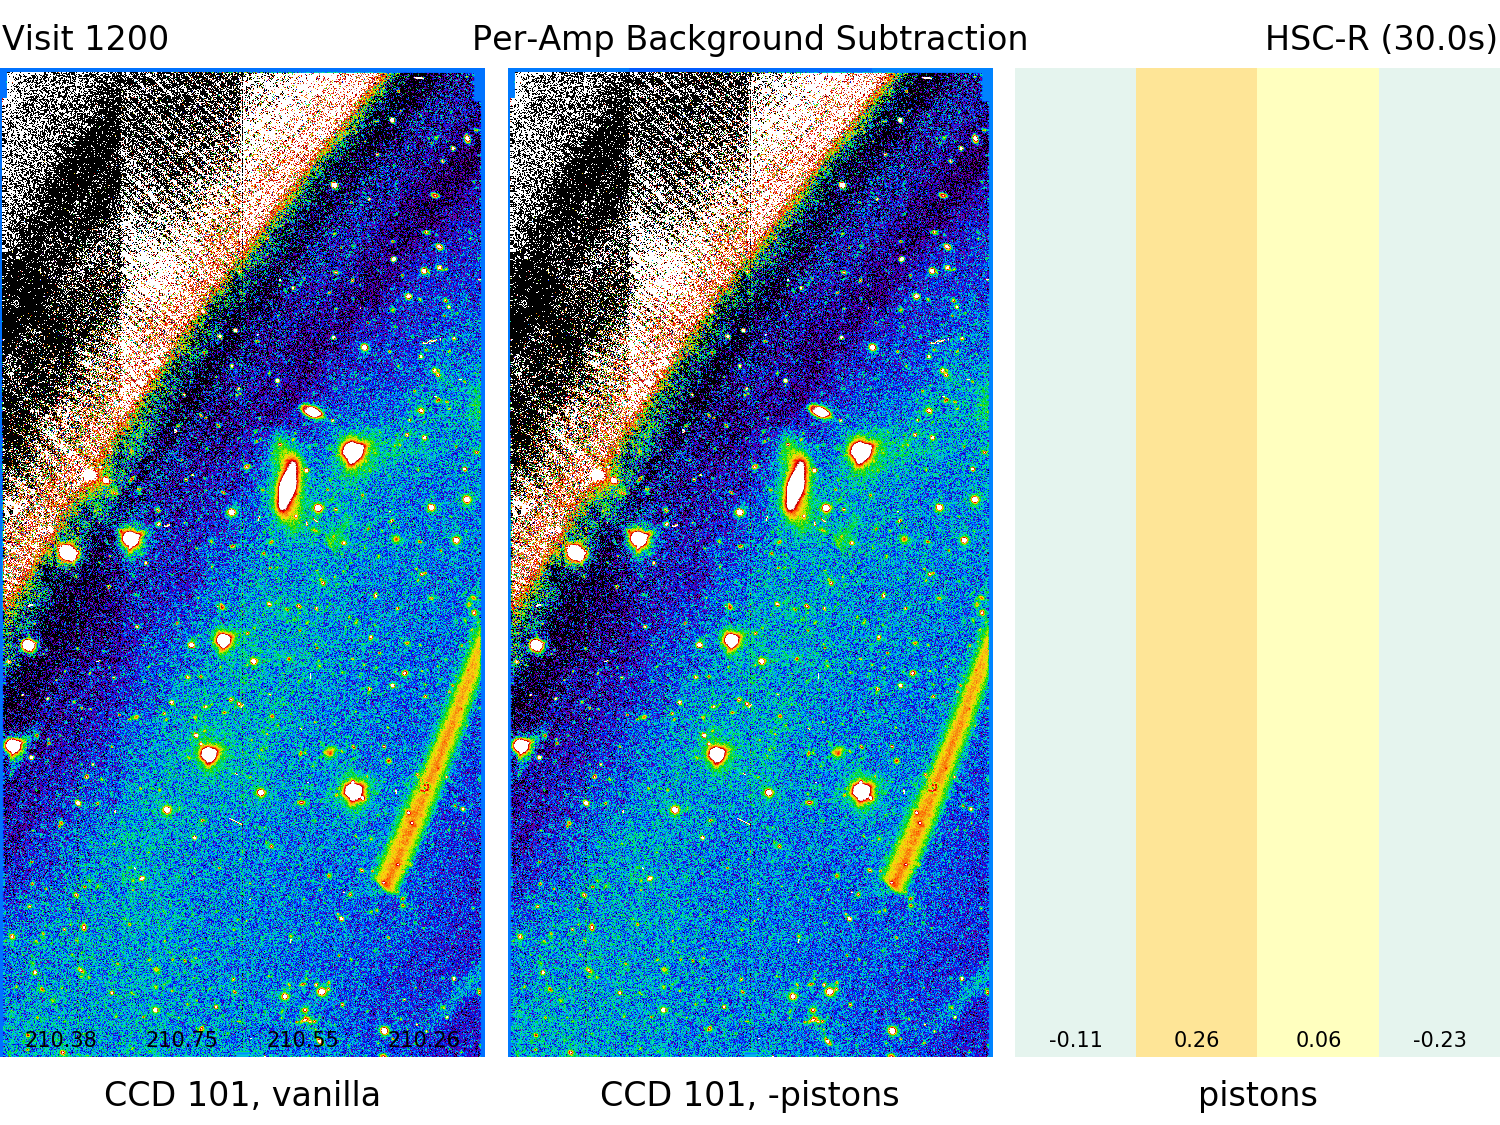 Visit 1200 Per-Amp Background Subtraction HSC-R (30.0s)
210.38 210.75 210.55 210.26 -0.11 0.26 0.06 -0.23
CCD 101, vanilla CCD 101, -pistons pistons